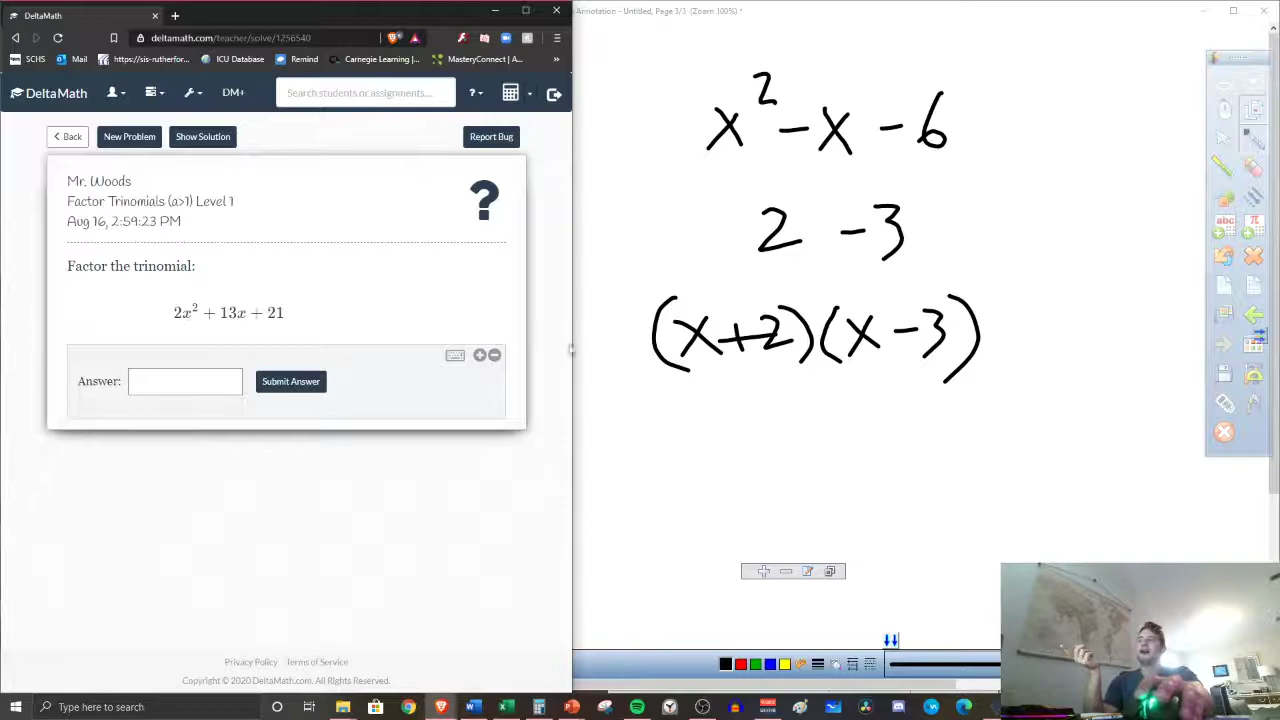 DeltaMath
Annotation - Untitled, Page 3/3 (Zoom 100%) *
deltamath.com/teacher/solve/1256540
SCHS Mail https://sis-rutherfor... ICU Database Remind Carnegie Learning |... MasteryConnect | A...
DeltaMath DM+ Search students or assignments...
Back New Problem Show Solution Report Bug
Mr. Woods
Factor Trinomials (a>1) Level 1
Aug 16, 2:59:23 PM
?
Factor the trinomial:
2x² + 13x + 21
Answer: Submit Answer
x² - x - 6
2 -3
(x+2)(x-3)
abc π
Privacy Policy Terms of Service
Copyright © 2020 DeltaMath.com. All Rights Reserved.
Type here to search